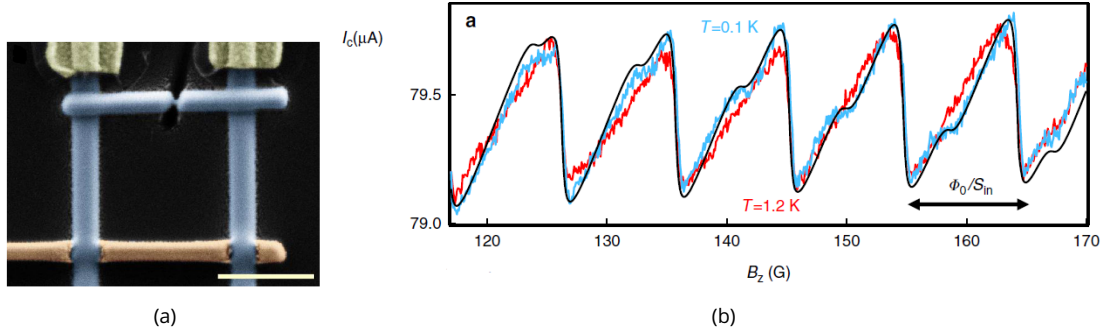 I_c(μA)
a
T=0.1 K
79.5
Φ_0/S_in
T=1.2 K
79.0
120 130 140 150 160 170
B_z (G)
(a) (b)